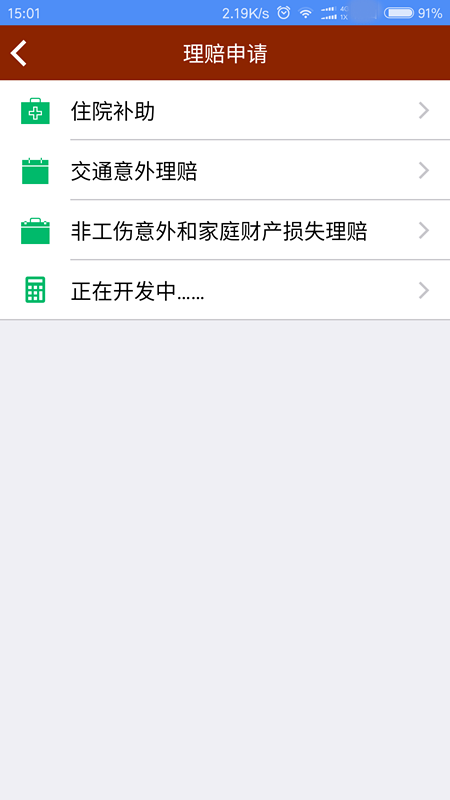 15:01 2.19K/s 4G 1X 91%
理赔申请
住院补助
交通意外理赔
非工伤意外和家庭财产损失理赔
正在开发中......